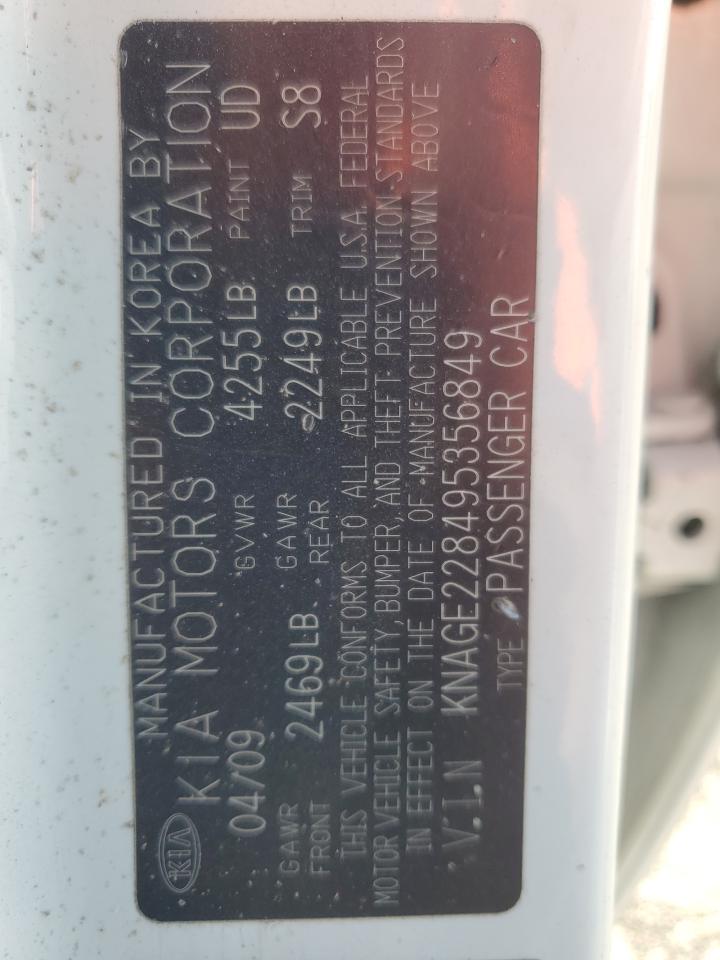 MANUFACTURED IN KOREA BY
KIA KIA MOTORS CORPORATION
04/09 GVWR 4255LB PAINT UD
GAWR FRONT 2469LB GAWR REAR 2249LB TRIM S8
THIS VEHICLE CONFORMS TO ALL APPLICABLE U.S.A. FEDERAL
MOTOR VEHICLE SAFETY, BUMPER, AND THEFT PREVENTION STANDARDS
IN EFFECT ON THE DATE OF MANUFACTURE SHOWN ABOVE
V.I.N KNAGE228495356849
TYPE PASSENGER CAR